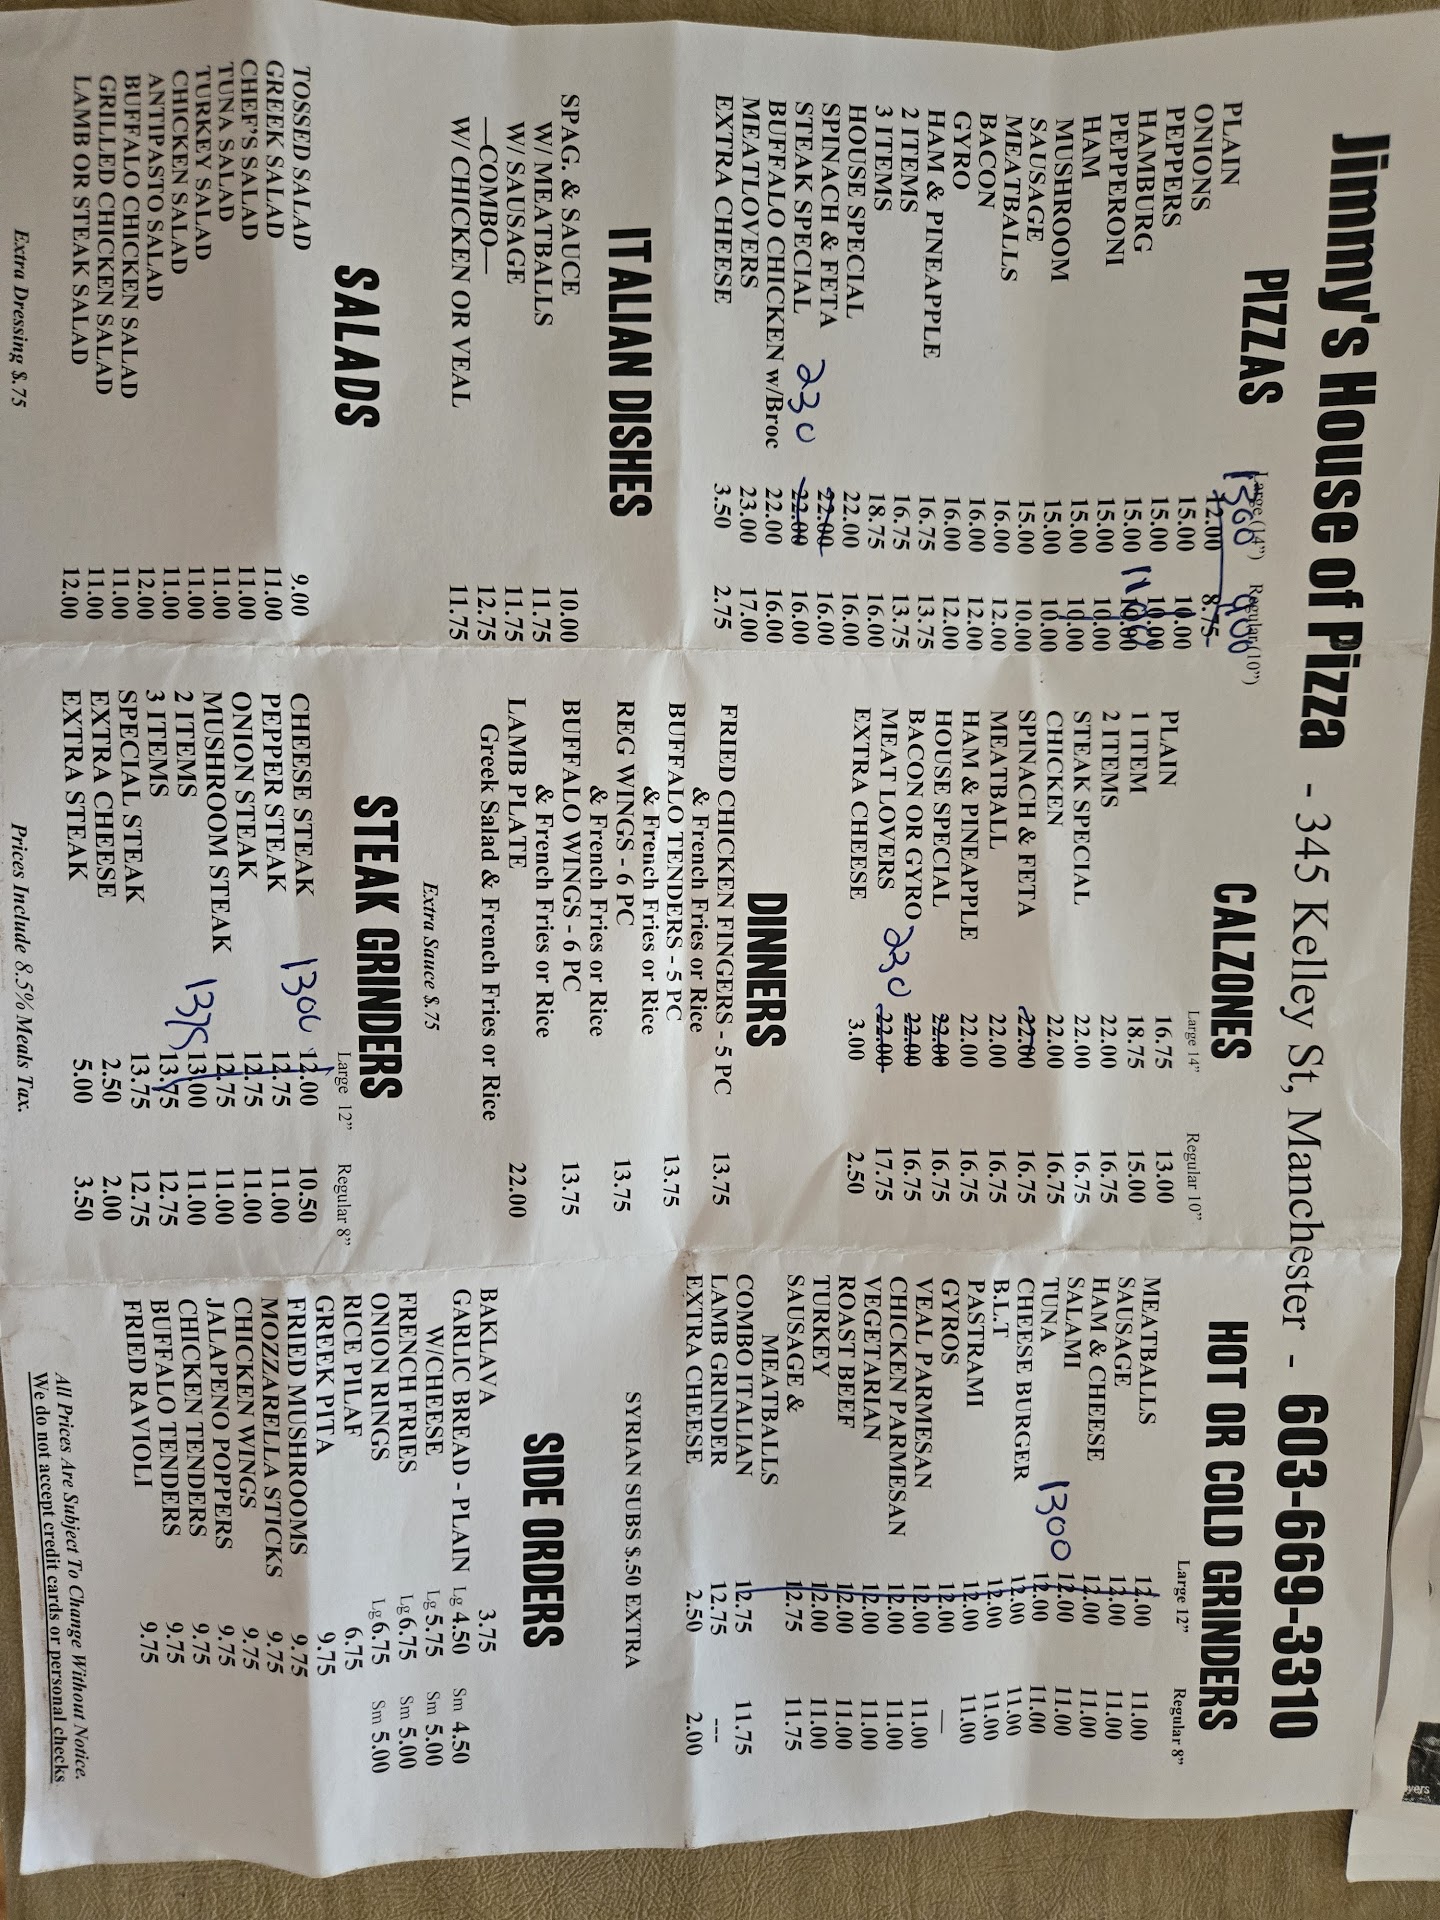 Jimmy's House of Pizza - 345 Kelley St, Manchester - 603-669-3310
PIZZAS
Large (14") Regular (10")
1300 900
PLAIN 12.00 8.75
ONIONS 15.00 10.00
PEPPERS 15.00 10.00
HAMBURG 15.00 10.00
PEPPERONI 15.00 10.00
HAM 15.00 10.00
MUSHROOM 15.00 10.00
SAUSAGE 15.00 10.00
MEATBALLS 16.00 12.00
BACON 16.00 12.00
GYRO 16.00 12.00
HAM & PINEAPPLE 16.75 13.75
2 ITEMS 16.75 13.75
3 ITEMS 18.75 16.00
HOUSE SPECIAL 22.00 16.00
SPINACH & FETA 22.00 16.00
STEAK SPECIAL 230 22.00 16.00
BUFFALO CHICKEN w/Broc 22.00 16.00
MEATLOVERS 23.00 17.00
EXTRA CHEESE 3.50 2.75
ITALIAN DISHES
SPAG. & SAUCE 10.00
W/ MEATBALLS 11.75
W/ SAUSAGE 11.75
—COMBO— 12.75
W/ CHICKEN OR VEAL 11.75
SALADS
TOSSED SALAD 9.00
GREEK SALAD 11.00
CHEF'S SALAD 11.00
TUNA SALAD 11.00
TURKEY SALAD 11.00
CHICKEN SALAD 11.00
ANTIPASTO SALAD 12.00
BUFFALO CHICKEN SALAD 11.00
GRILLED CHICKEN SALAD 11.00
LAMB OR STEAK SALAD 12.00
Extra Dressing $.75
CALZONES
Large 14" Regular 10"
PLAIN 16.75 13.00
1 ITEM 18.75 15.00
2 ITEMS 22.00 16.75
STEAK SPECIAL 22.00 16.75
CHICKEN 22.00 16.75
SPINACH & FETA 22.00 16.75
MEATBALL 22.00 16.75
HAM & PINEAPPLE 22.00 16.75
HOUSE SPECIAL 22.00 16.75
BACON OR GYRO 22.00 16.75
MEAT LOVERS 230 22.00 17.75
EXTRA CHEESE 3.00 2.50
DINNERS
FRIED CHICKEN FINGERS - 5 PC 13.75
& French Fries or Rice
BUFFALO TENDERS - 5 PC 13.75
& French Fries or Rice
REG WINGS - 6 PC 13.75
& French Fries or Rice
BUFFALO WINGS - 6 PC 13.75
& French Fries or Rice
LAMB PLATE 22.00
Greek Salad & French Fries or Rice
Extra Sauce $.75
STEAK GRINDERS
Large 12" Regular 8"
CHEESE STEAK 1300 12.00 10.50
PEPPER STEAK 12.75 11.00
ONION STEAK 12.75 11.00
MUSHROOM STEAK 12.75 11.00
2 ITEMS 1375 13.00 11.00
3 ITEMS 13.75 12.75
SPECIAL STEAK 13.75 12.75
EXTRA CHEESE 2.50 2.00
EXTRA STEAK 5.00 3.50
Prices Include 8.5% Meals Tax.
HOT OR COLD GRINDERS
Large 12" Regular 8"
MEATBALLS 12.00 11.00
SAUSAGE 12.00 11.00
HAM & CHEESE 12.00 11.00
SALAMI 12.00 11.00
TUNA 1300 12.00 11.00
CHEESE BURGER 12.00 11.00
B.L.T 12.00 11.00
PASTRAMI 12.00 11.00
GYROS 12.00 —
VEAL PARMESAN 12.00 11.00
CHICKEN PARMESAN 12.00 11.00
VEGETARIAN 12.00 11.00
ROAST BEEF 12.00 11.00
TURKEY 12.00 11.00
SAUSAGE & 12.75 11.75
MEATBALLS
COMBO ITALIAN 12.75 11.75
LAMB GRINDER 12.75 ---
EXTRA CHEESE 2.50 2.00
SYRIAN SUBS $.50 EXTRA
SIDE ORDERS
BAKLAVA 3.75
GARLIC BREAD - PLAIN Lg 4.50 Sm 4.50
W/CHEESE Lg 5.75 Sm 5.00
FRENCH FRIES Lg 6.75 Sm 5.00
ONION RINGS Lg 6.75 Sm 5.00
RICE PILAF 6.75
GREEK PITA 9.75
FRIED MUSHROOMS 9.75
MOZZARELLA STICKS 9.75
CHICKEN WINGS 9.75
JALAPENO POPPERS 9.75
CHICKEN TENDERS 9.75
BUFFALO TENDERS 9.75
FRIED RAVIOLI 9.75
All Prices Are Subject To Change Without Notice.
We do not accept credit cards or personal checks